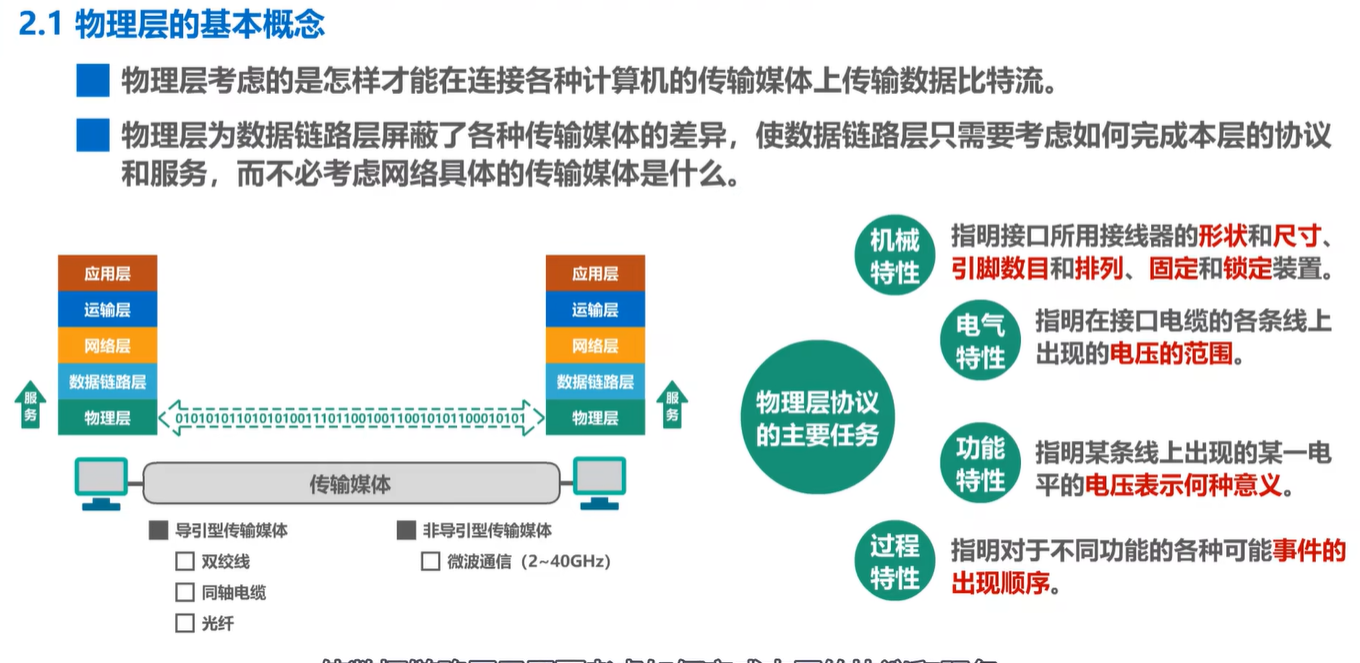 2.1 物理层的基本概念
物理层考虑的是怎样才能在连接各种计算机的传输媒体上传输数据比特流。
物理层为数据链路层屏蔽了各种传输媒体的差异，使数据链路层只需要考虑如何完成本层的协议
和服务，而不必考虑网络具体的传输媒体是什么。
应用层
运输层
网络层
数据链路层
物理层
服务
010101011010101001110110010011001010110001010­1
应用层
运输层
网络层
数据链路层
物理层
服务
传输媒体
导引型传输媒体
双绞线
同轴电缆
光纤
非导引型传输媒体
微波通信（2~40GHz）
物理层协议
的主要任务
机械
特性
指明接口所用接线器的形状和尺寸、
引脚数目和排列、固定和锁定装置。
电气
特性
指明在接口电缆的各条线上
出现的电压的范围。
功能
特性
指明某条线上出现的某一电
平的电压表示何种意义。
过程
特性
指明对于不同功能的各种可能事件的
出现顺序。